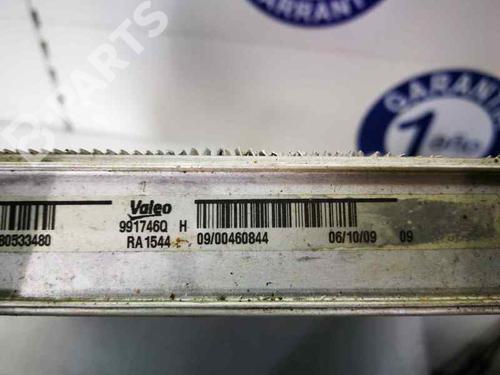 GARANTIA
GARANTIA
1 año
B-PARTS
Valeo
991746Q H
80533480 RA1544 09/00460844 06/10/09 09